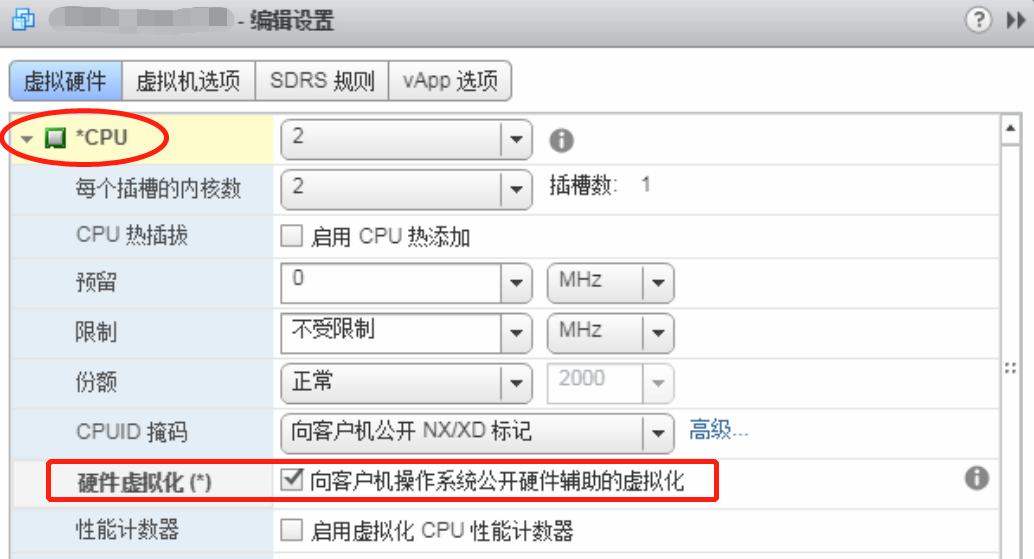 - 编辑设置
虚拟硬件 虚拟机选项 SDRS 规则 vApp 选项
*CPU 2
每个插槽的内核数 2 插槽数: 1
CPU 热插拔 启用 CPU 热添加
预留 0 MHz
限制 不受限制 MHz
份额 正常 2000
CPUID 掩码 向客户机公开 NX/XD 标记 高级...
硬件虚拟化 (*) 向客户机操作系统公开硬件辅助的虚拟化
性能计数器 启用虚拟化 CPU 性能计数器